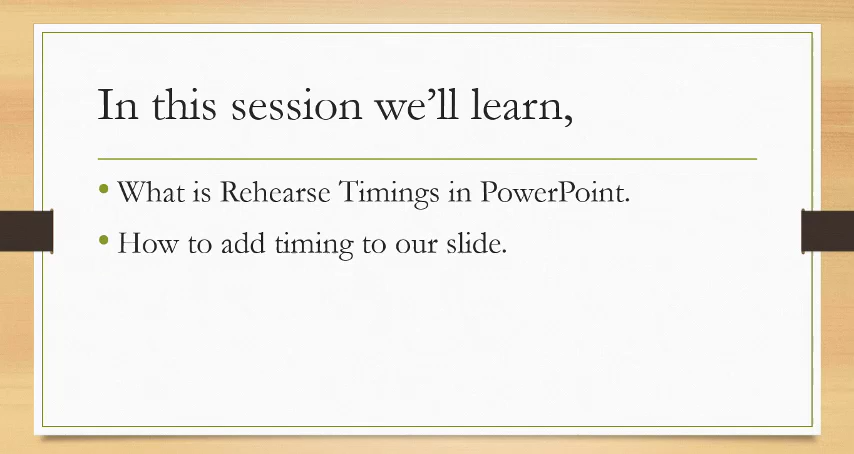 In this session we’ll learn,
• What is Rehearse Timings in PowerPoint.
• How to add timing to our slide.